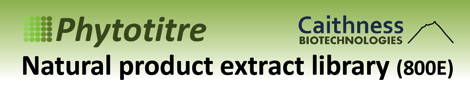 Phytotitre
Caithness
BIOTECHNOLOGIES
Natural product extract library (800E)